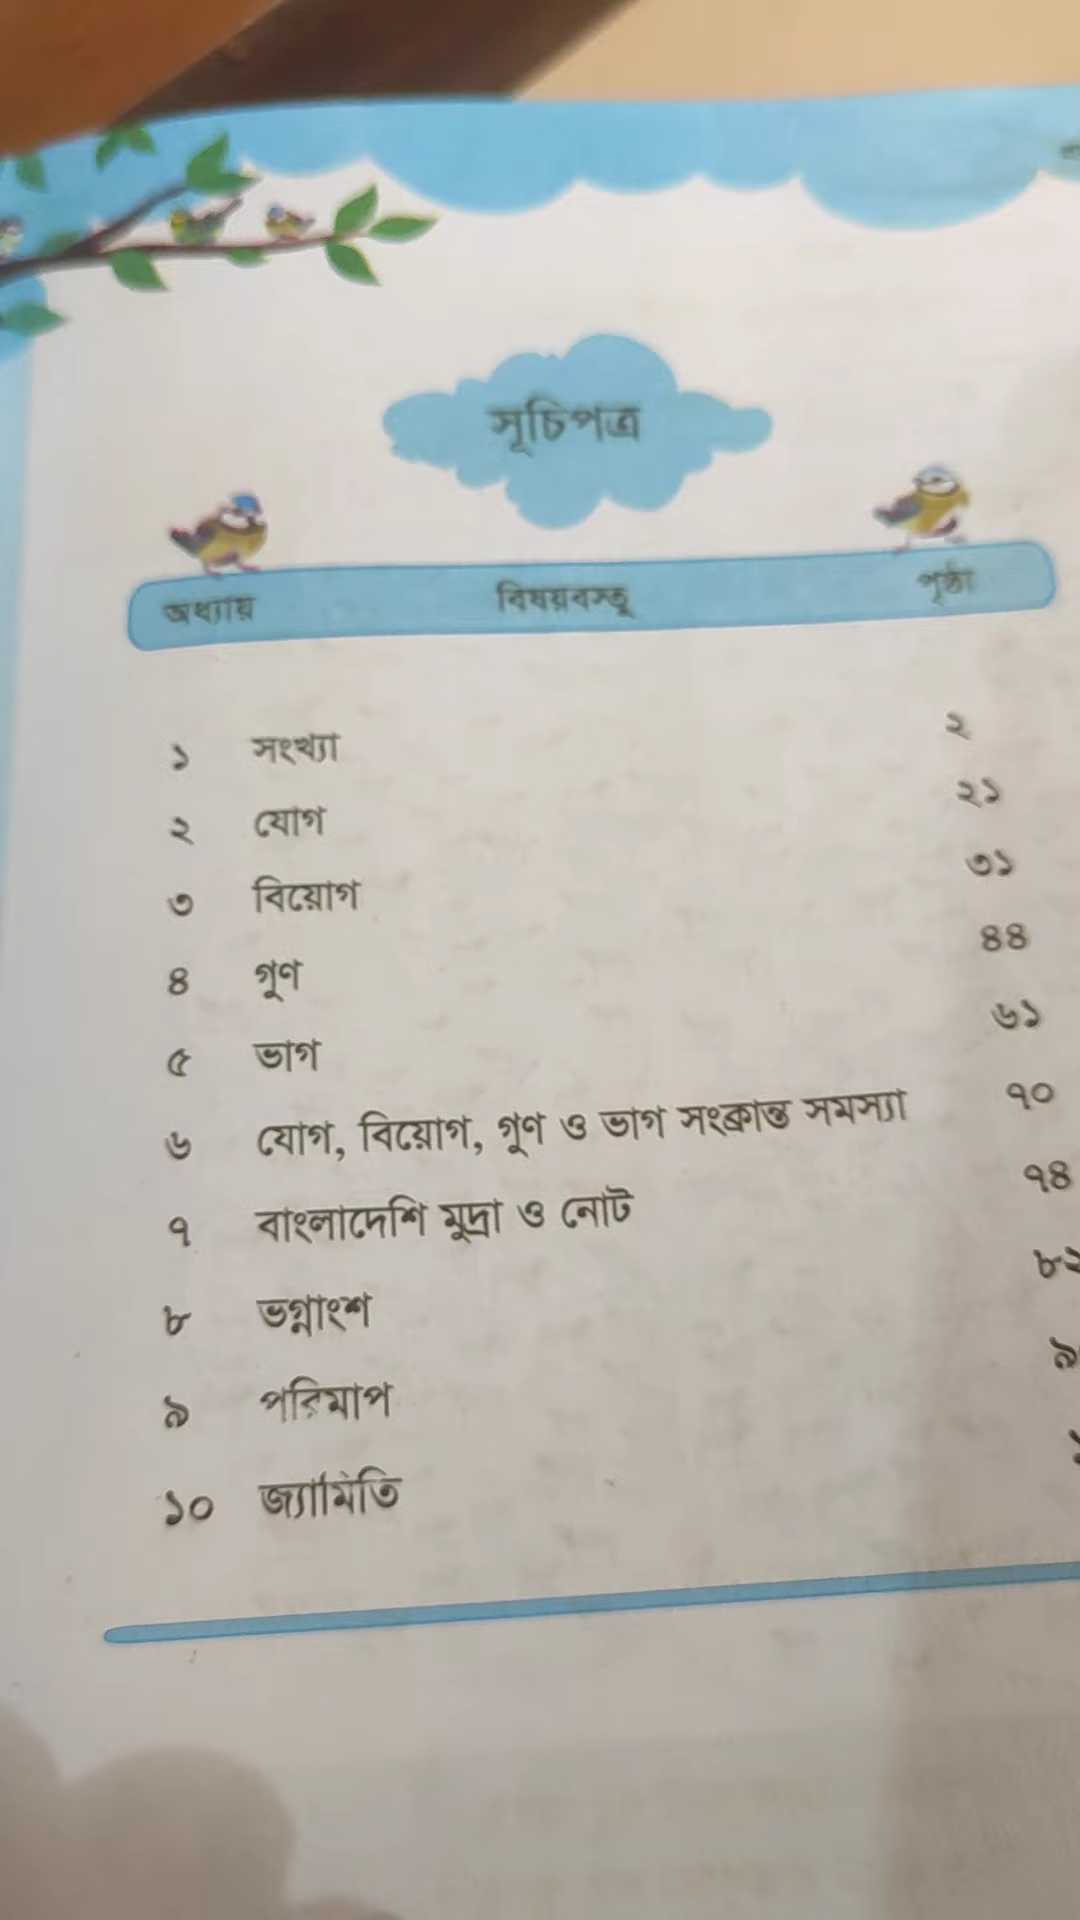 সূচিপত্র
অধ্যায় বিষয়বস্তু পৃষ্ঠা
১ সংখ্যা ২
২ যোগ ২১
৩ বিয়োগ ৩১
৪ গুণ ৪৪
৫ ভাগ ৬১
৬ যোগ, বিয়োগ, গুণ ও ভাগ সংক্রান্ত সমস্যা ৭০
৭ বাংলাদেশি মুদ্রা ও নোট ৭৪
৮ ভগ্নাংশ ৮২
৯ পরিমাপ
১০ জ্যামিতি